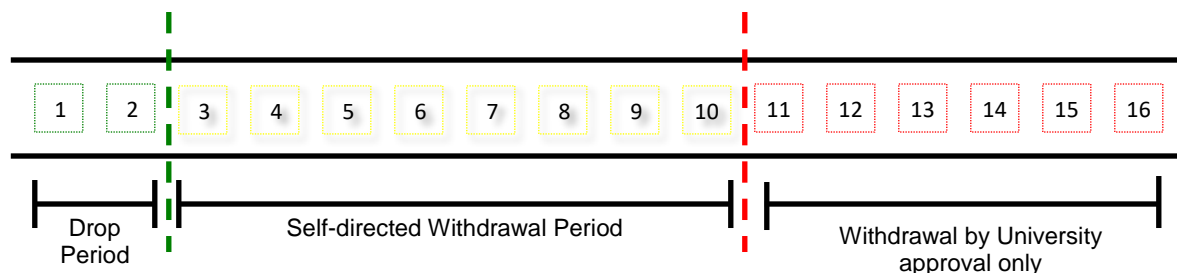 1 2 3 4 5 6 7 8 9 10 11 12 13 14 15 16
Drop
Period
Self-directed Withdrawal Period
Withdrawal by University
approval only